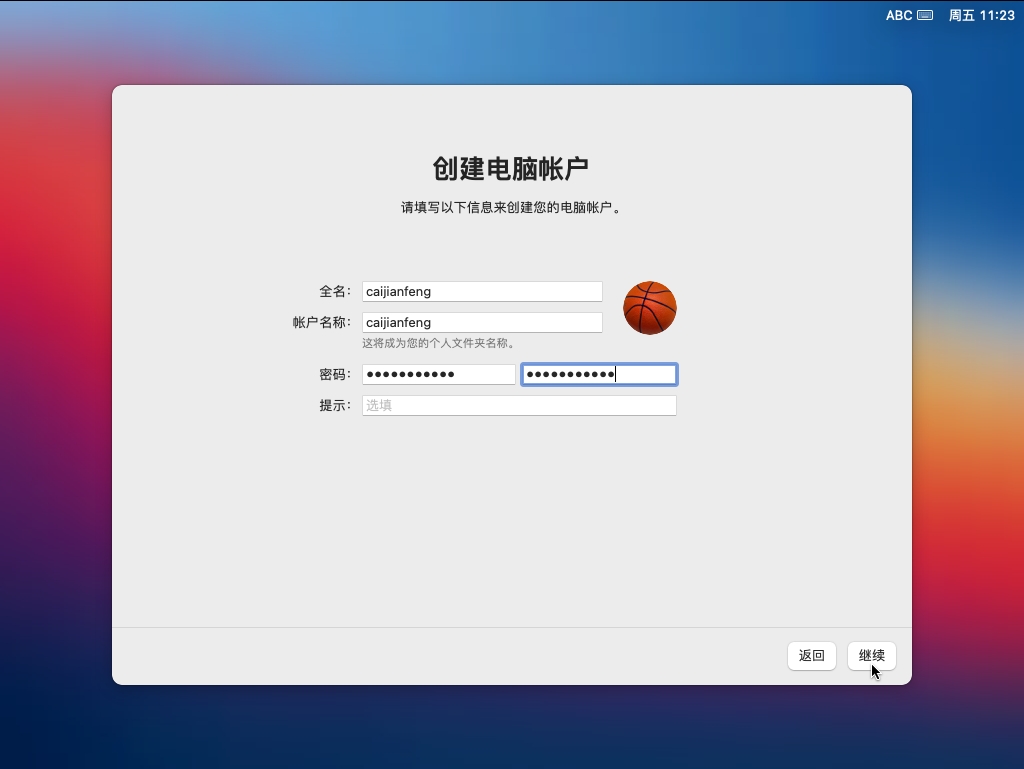 ABC 周五 11:23
创建电脑帐户
请填写以下信息来创建您的电脑帐户。
全名： caijianfeng
帐户名称： caijianfeng
这将成为您的个人文件夹名称。
密码： ●●●●●●●●●●● ●●●●●●●●●●●
提示： 选填
返回 继续